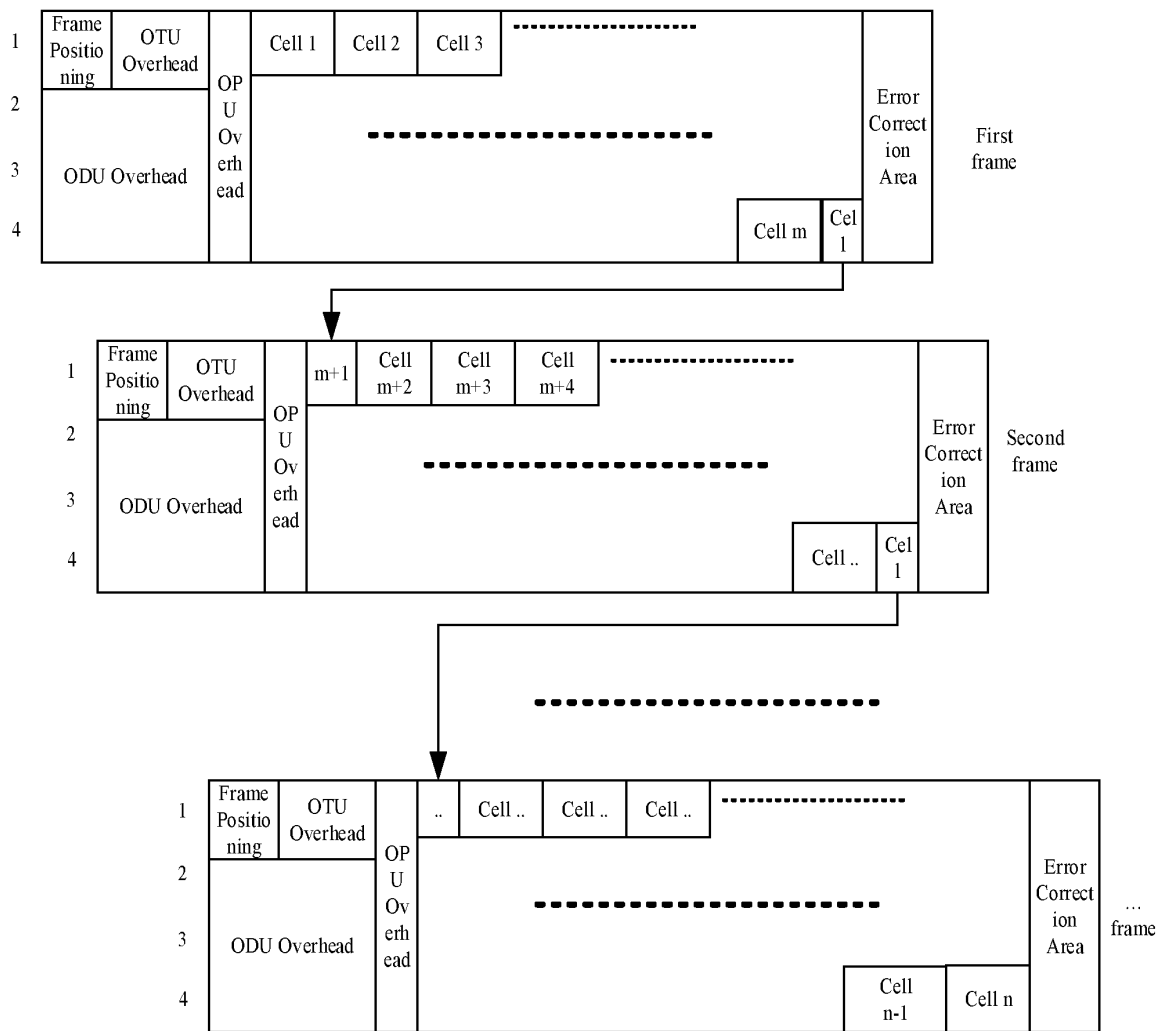 1
Frame
Positio
ning
OTU
Overhead
Cell 1
Cell 2
Cell 3
2
3
4
ODU Overhead
OP
U
Ov
erh
ead
Cell m
Cel
l
Error
Correct
ion
Area
First
frame
1
Frame
Positio
ning
OTU
Overhead
m+1
Cell
m+2
Cell
m+3
Cell
m+4
2
3
4
ODU Overhead
OP
U
Ov
erh
ead
Cell ..
Cel
l
Error
Correct
ion
Area
Second
frame
1
Frame
Positio
ning
OTU
Overhead
..
Cell ..
Cell ..
Cell ..
2
3
4
ODU Overhead
OP
U
Ov
erh
ead
Cell
n-1
Cell n
Error
Correct
ion
Area
...
frame